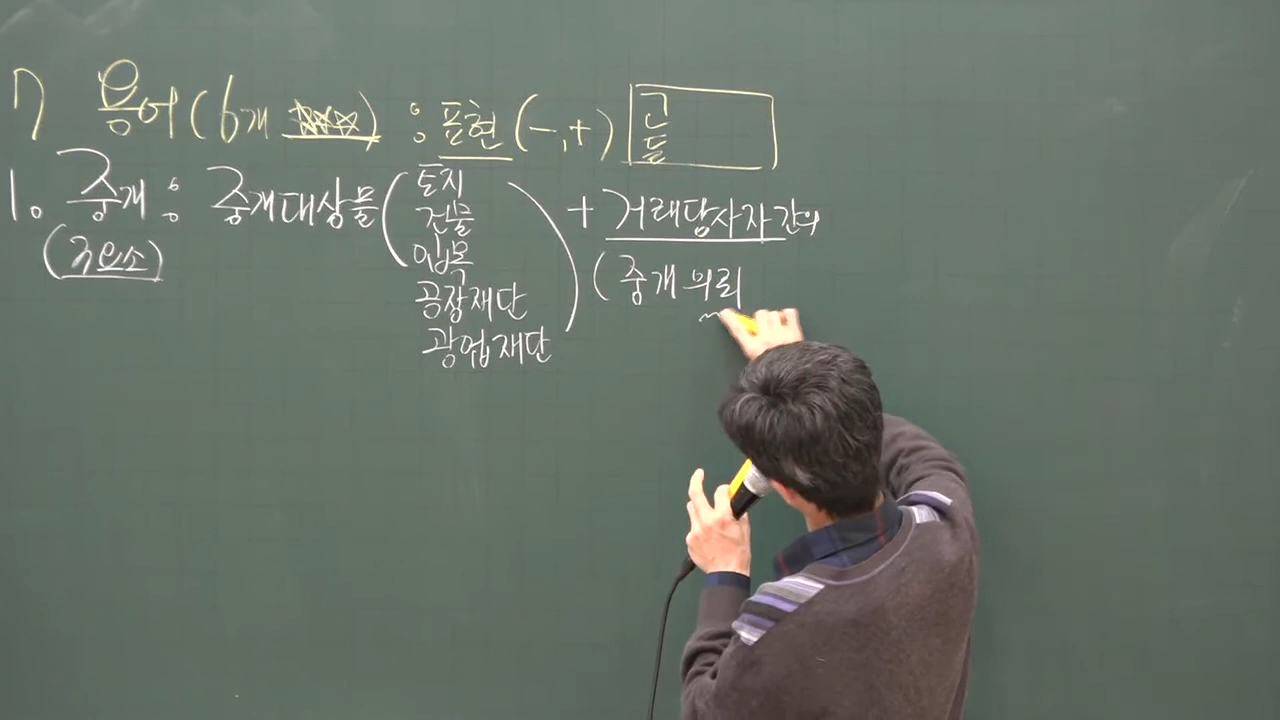 7 용어(6개 ☆☆☆) : 표현(-,+) 곤 들
1. 중개 : 중개대상물(토지 건물 입목 공장재단 광업재단) + 거래당사자간의
(구요소)
(중개의뢰